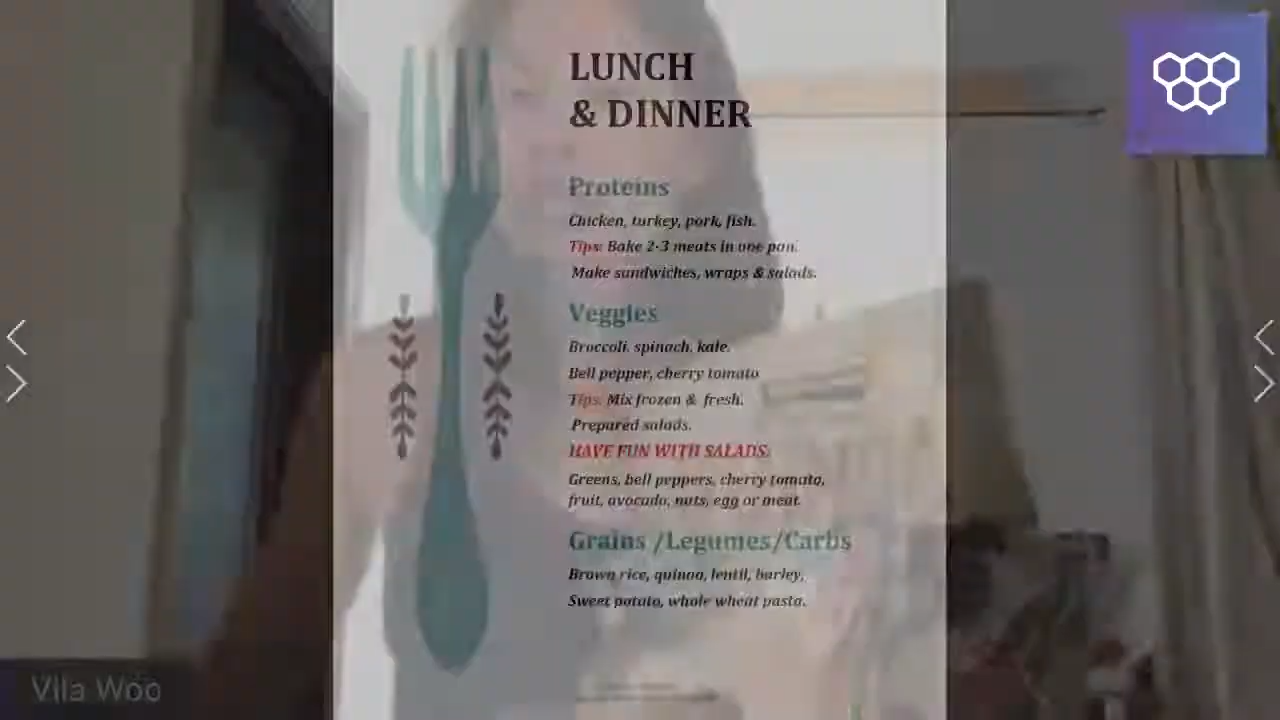 LUNCH
& DINNER
Proteins
Chicken, turkey, pork, fish.
Tips: Bake 2-3 meats in one pan.
Make sandwiches, wraps & salads.
Veggies
Broccoli, spinach, kale.
Bell pepper, cherry tomato
Tips: Mix frozen & fresh.
Prepared salads.
HAVE FUN WITH SALADS:
Greens, bell peppers, cherry tomato,
fruit, avocado, nuts, egg or meat.
Grains /Legumes/Carbs
Brown rice, quinoa, lentil, barley,
Sweet potato, whole wheat pasta.
Vila Woo